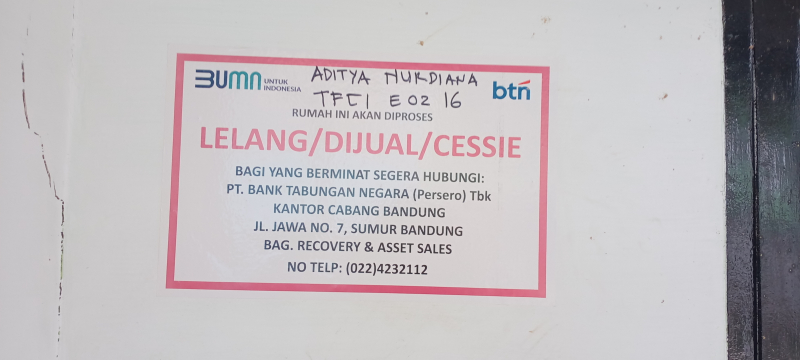 BUMN UNTUK INDONESIA
ADITYA NURDIANA
btn
TFCI E 02 16
RUMAH INI AKAN DIPROSES
LELANG/DIJUAL/CESSIE
BAGI YANG BERMINAT SEGERA HUBUNGI:
PT. BANK TABUNGAN NEGARA (Persero) Tbk
KANTOR CABANG BANDUNG
JL. JAWA NO. 7, SUMUR BANDUNG
BAG. RECOVERY & ASSET SALES
NO TELP: (022)4232112